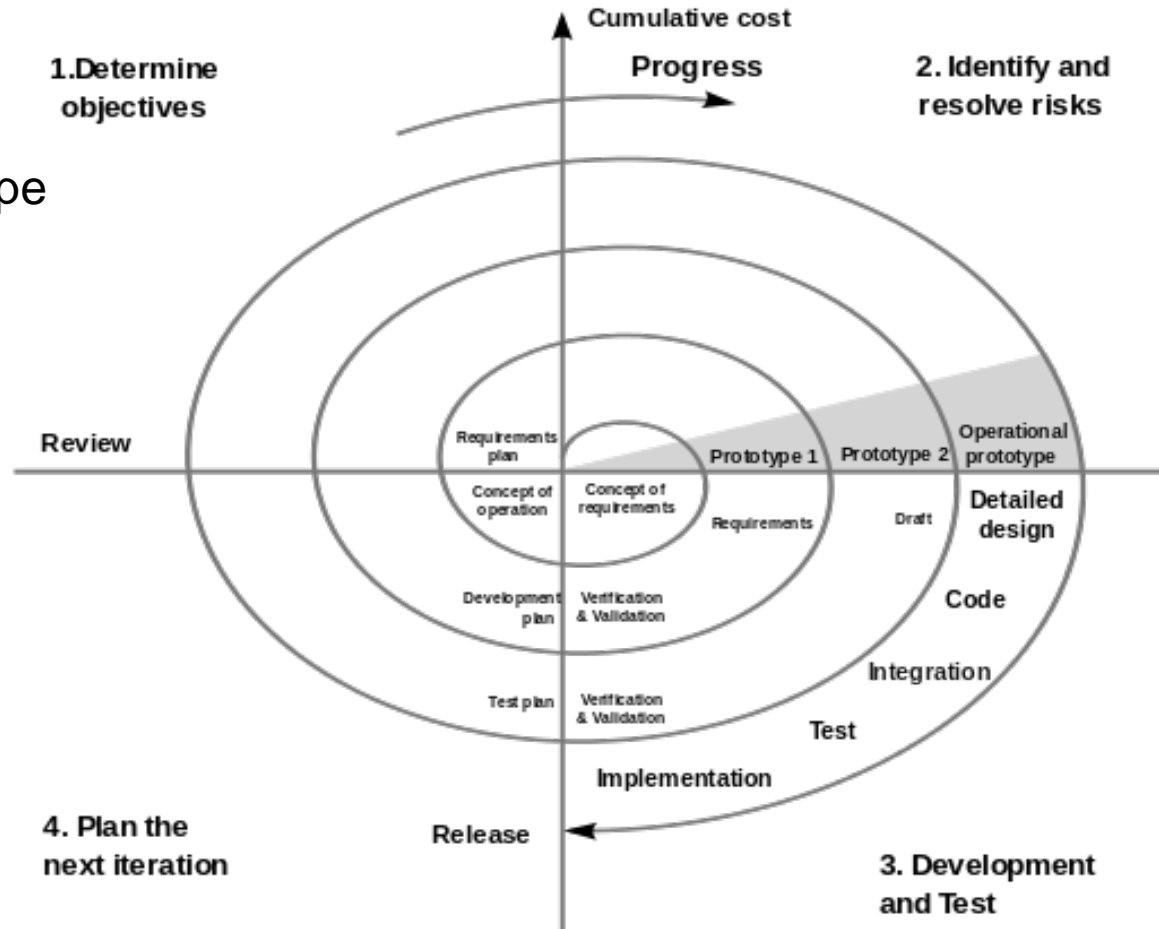 Cumulative cost
Progress
1.Determine
objectives
2. Identify and
resolve risks
pe
Review
Requirements
plan
Concept of
operation
Concept of
requirements
Prototype 1
Prototype 2
Operational
prototype
Requirements
Draft
Detailed
design
Development
plan
Verification
& Validation
Code
Integration
Test plan
Verification
& Validation
Test
Implementation
Release
4. Plan the
next iteration
3. Development
and Test